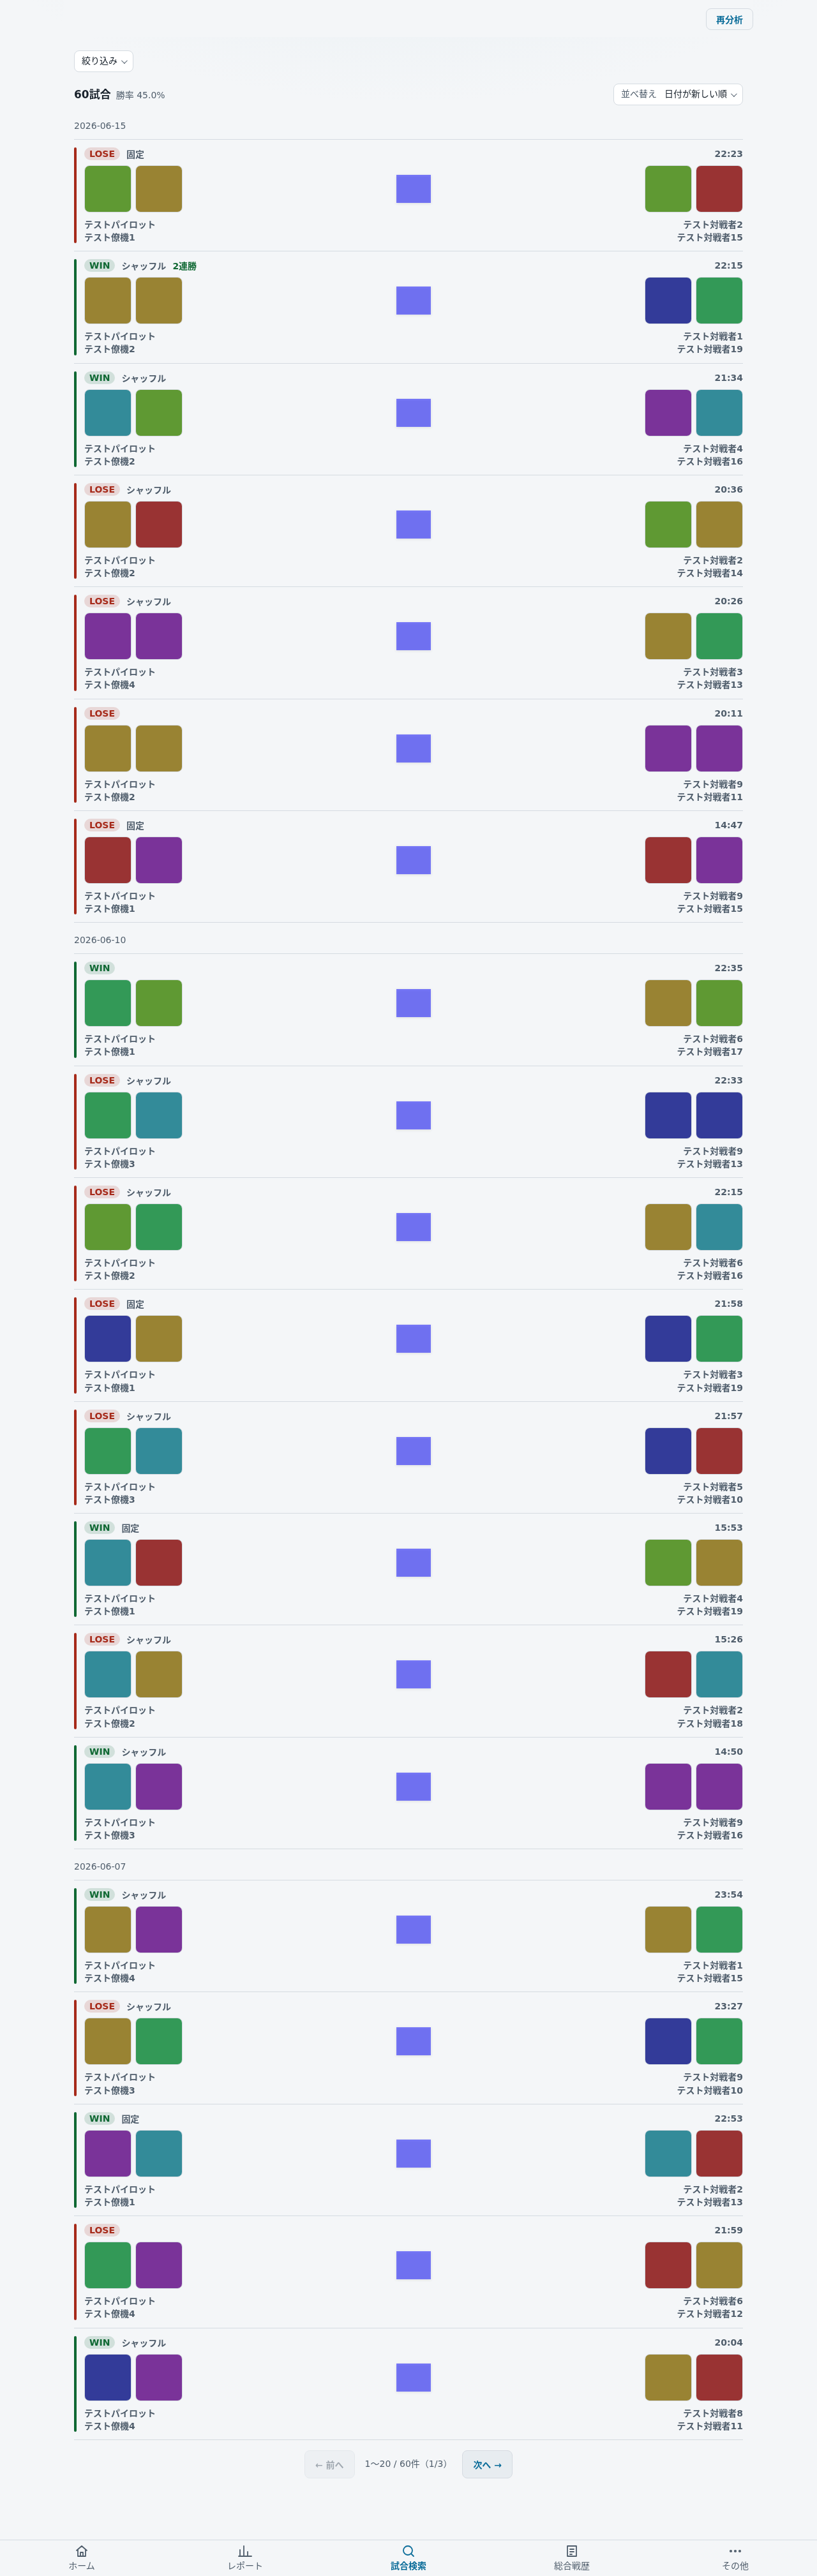 再分析
絞り込み
60試合 勝率 45.0%
並べ替え 日付が新しい順
2026-06-15
LOSE 固定 22:23
テストパイロット テスト対戦者2
テスト僚機1 テスト対戦者15
WIN シャッフル 2連勝 22:15
テストパイロット テスト対戦者1
テスト僚機2 テスト対戦者19
WIN シャッフル 21:34
テストパイロット テスト対戦者4
テスト僚機2 テスト対戦者16
LOSE シャッフル 20:36
テストパイロット テスト対戦者2
テスト僚機2 テスト対戦者14
LOSE シャッフル 20:26
テストパイロット テスト対戦者3
テスト僚機4 テスト対戦者13
LOSE 20:11
テストパイロット テスト対戦者9
テスト僚機2 テスト対戦者11
LOSE 固定 14:47
テストパイロット テスト対戦者9
テスト僚機1 テスト対戦者15
2026-06-10
WIN 22:35
テストパイロット テスト対戦者6
テスト僚機1 テスト対戦者17
LOSE シャッフル 22:33
テストパイロット テスト対戦者9
テスト僚機3 テスト対戦者13
LOSE シャッフル 22:15
テストパイロット テスト対戦者6
テスト僚機2 テスト対戦者16
LOSE 固定 21:58
テストパイロット テスト対戦者3
テスト僚機1 テスト対戦者19
LOSE シャッフル 21:57
テストパイロット テスト対戦者5
テスト僚機3 テスト対戦者10
WIN 固定 15:53
テストパイロット テスト対戦者4
テスト僚機1 テスト対戦者19
LOSE シャッフル 15:26
テストパイロット テスト対戦者2
テスト僚機2 テスト対戦者18
WIN シャッフル 14:50
テストパイロット テスト対戦者9
テスト僚機3 テスト対戦者16
2026-06-07
WIN シャッフル 23:54
テストパイロット テスト対戦者1
テスト僚機4 テスト対戦者15
LOSE シャッフル 23:27
テストパイロット テスト対戦者9
テスト僚機3 テスト対戦者10
WIN 固定 22:53
テストパイロット テスト対戦者2
テスト僚機1 テスト対戦者13
LOSE 21:59
テストパイロット テスト対戦者6
テスト僚機4 テスト対戦者12
WIN シャッフル 20:04
テストパイロット テスト対戦者8
テスト僚機4 テスト対戦者11
← 前へ 1〜20 / 60件（1/3） 次へ →
ホーム レポート 試合検索 総合戦歴 その他